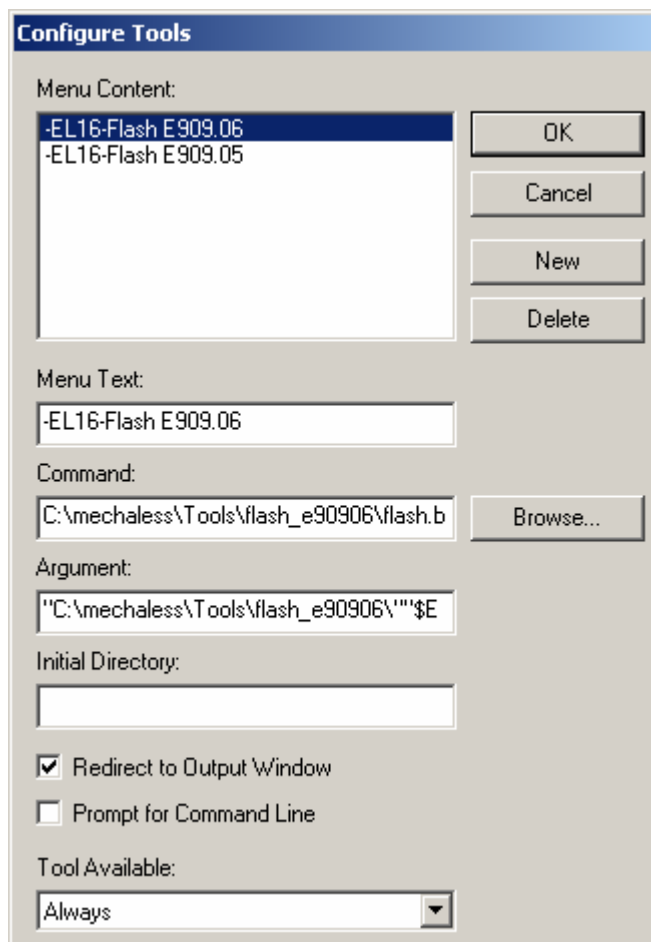 Configure Tools
Menu Content:
-EL16-Flash E909.06
-EL16-Flash E909.05
OK
Cancel
New
Delete
Menu Text:
-EL16-Flash E909.06
Command:
C:\mechaless\Tools\flash_e90906\flash.b
Browse...
Argument:
"C:\mechaless\Tools\flash_e90906\""$E
Initial Directory:
Redirect to Output Window
Prompt for Command Line
Tool Available:
Always